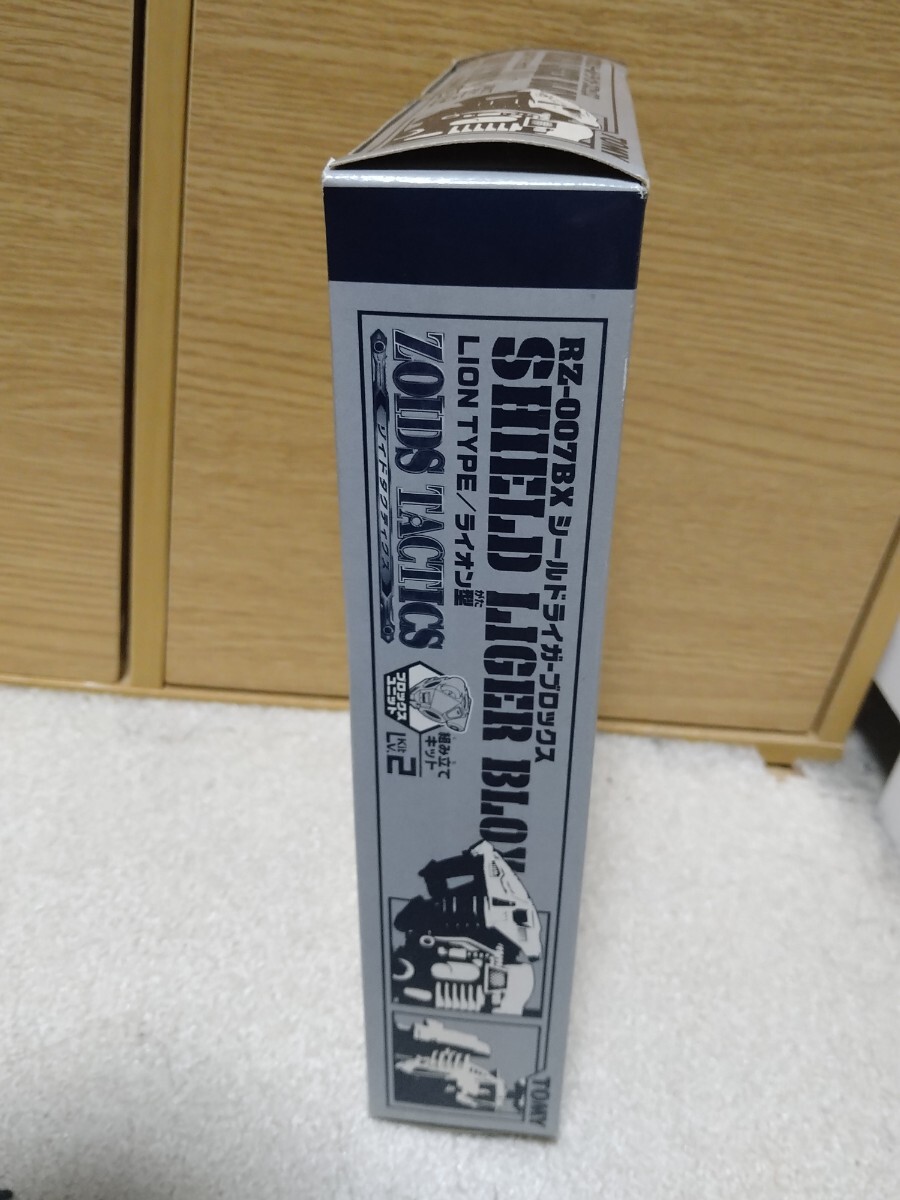 RZ-007BX シールドライガーブロックス
SHIELD LIGER BLOX
LION TYPE/ライオン型
がた
ZOIDS TACTICS
ゾイドタクティクス
ブロックス
ユニット
組み立て
キット
Kit
LV.2
TOMY
TOMY